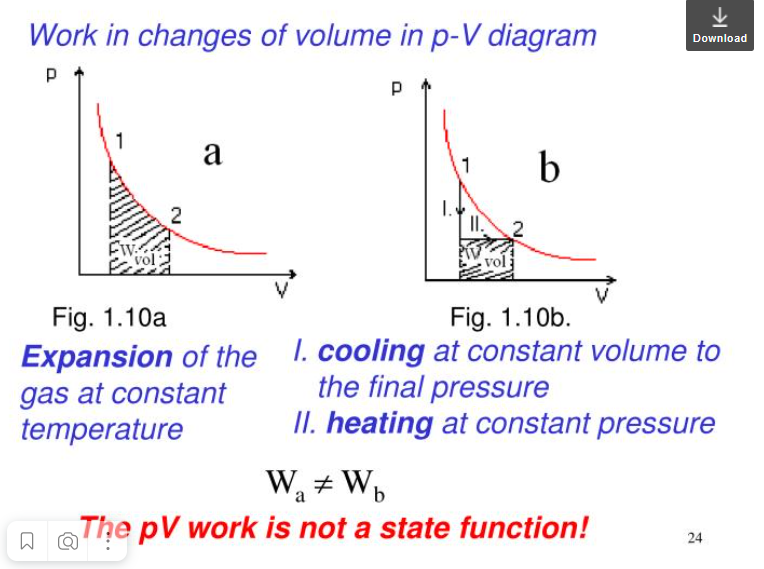 Work in changes of volume in p-V diagram
Download
p
1
a
2
W vol
V
p
1
b
I.
II.
2
W vol
V
Fig. 1.10a
Fig. 1.10b.
Expansion of the
gas at constant
temperature
I. cooling at constant volume to
the final pressure
II. heating at constant pressure
Wa ≠ Wb
The pV work is not a state function!
24